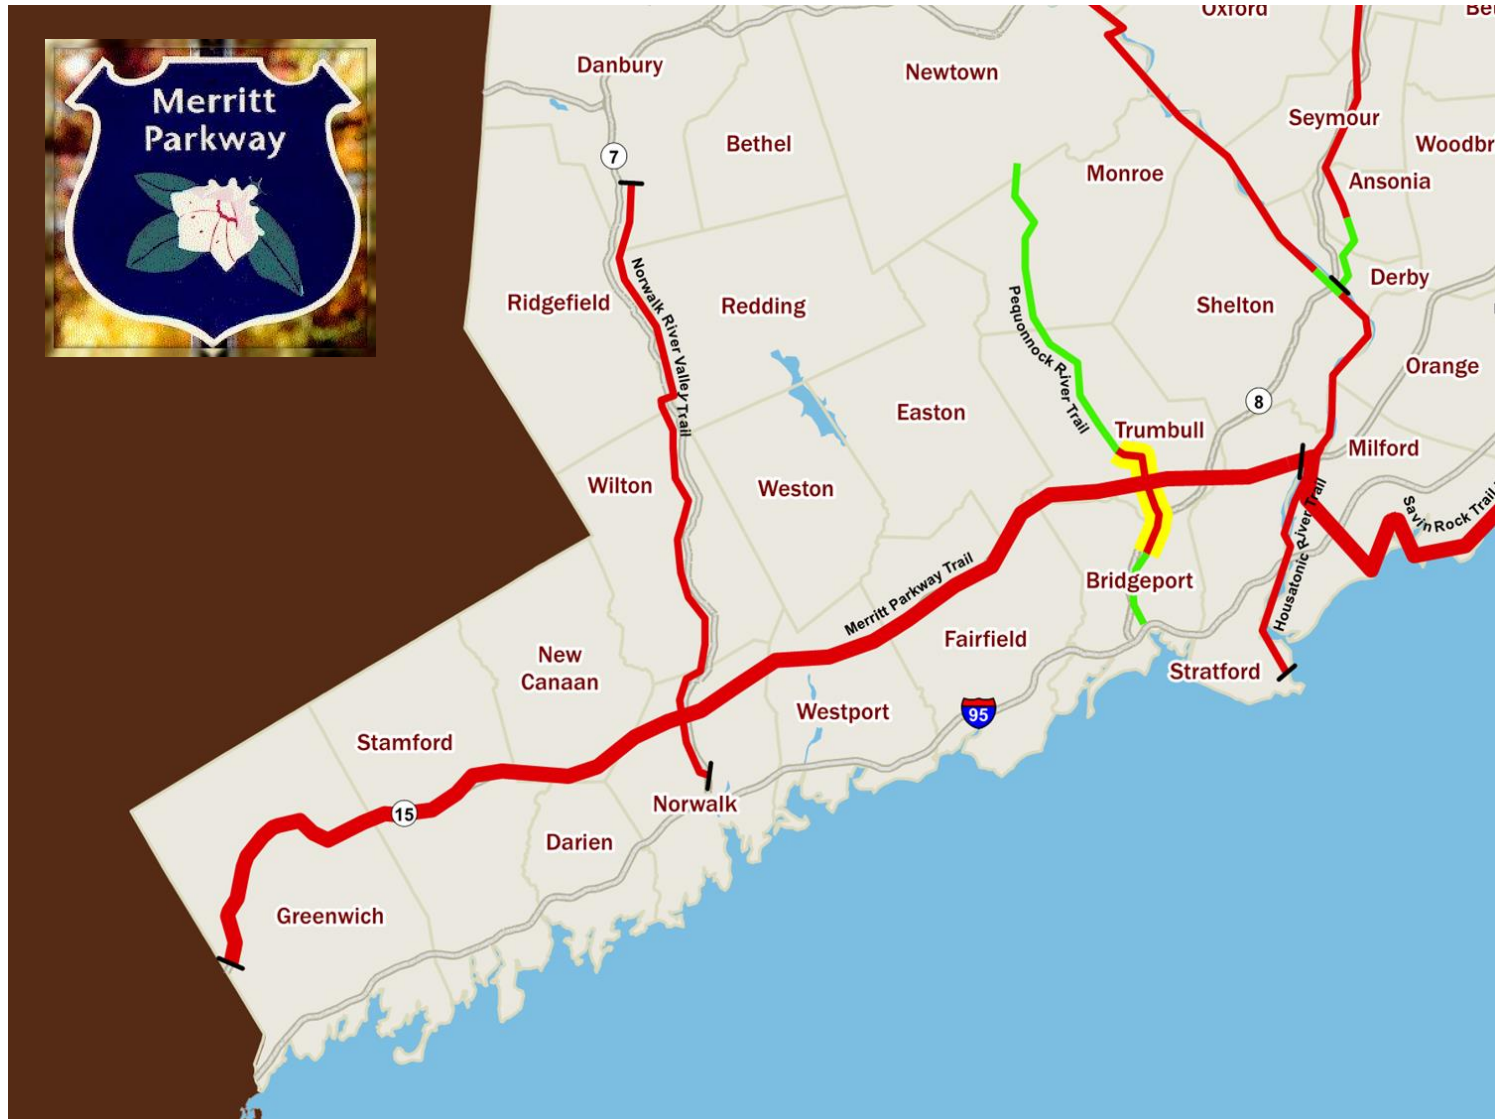 Merritt
Parkway
Oxford
Danbury
Newtown
Seymour
Bethel
Woodbr
7
Monroe
Ansonia
Derby
Ridgefield
Redding
Shelton
Norwalk River Valley Trail
Pequonnock River Trail
Orange
8
Easton
Trumbull
Milford
Wilton
Weston
Savin Rock Trail
Housatonic River Trail
Merritt Parkway Trail
Bridgeport
Fairfield
New
Canaan
Stratford
Westport
95
Stamford
Norwalk
15
Darien
Greenwich